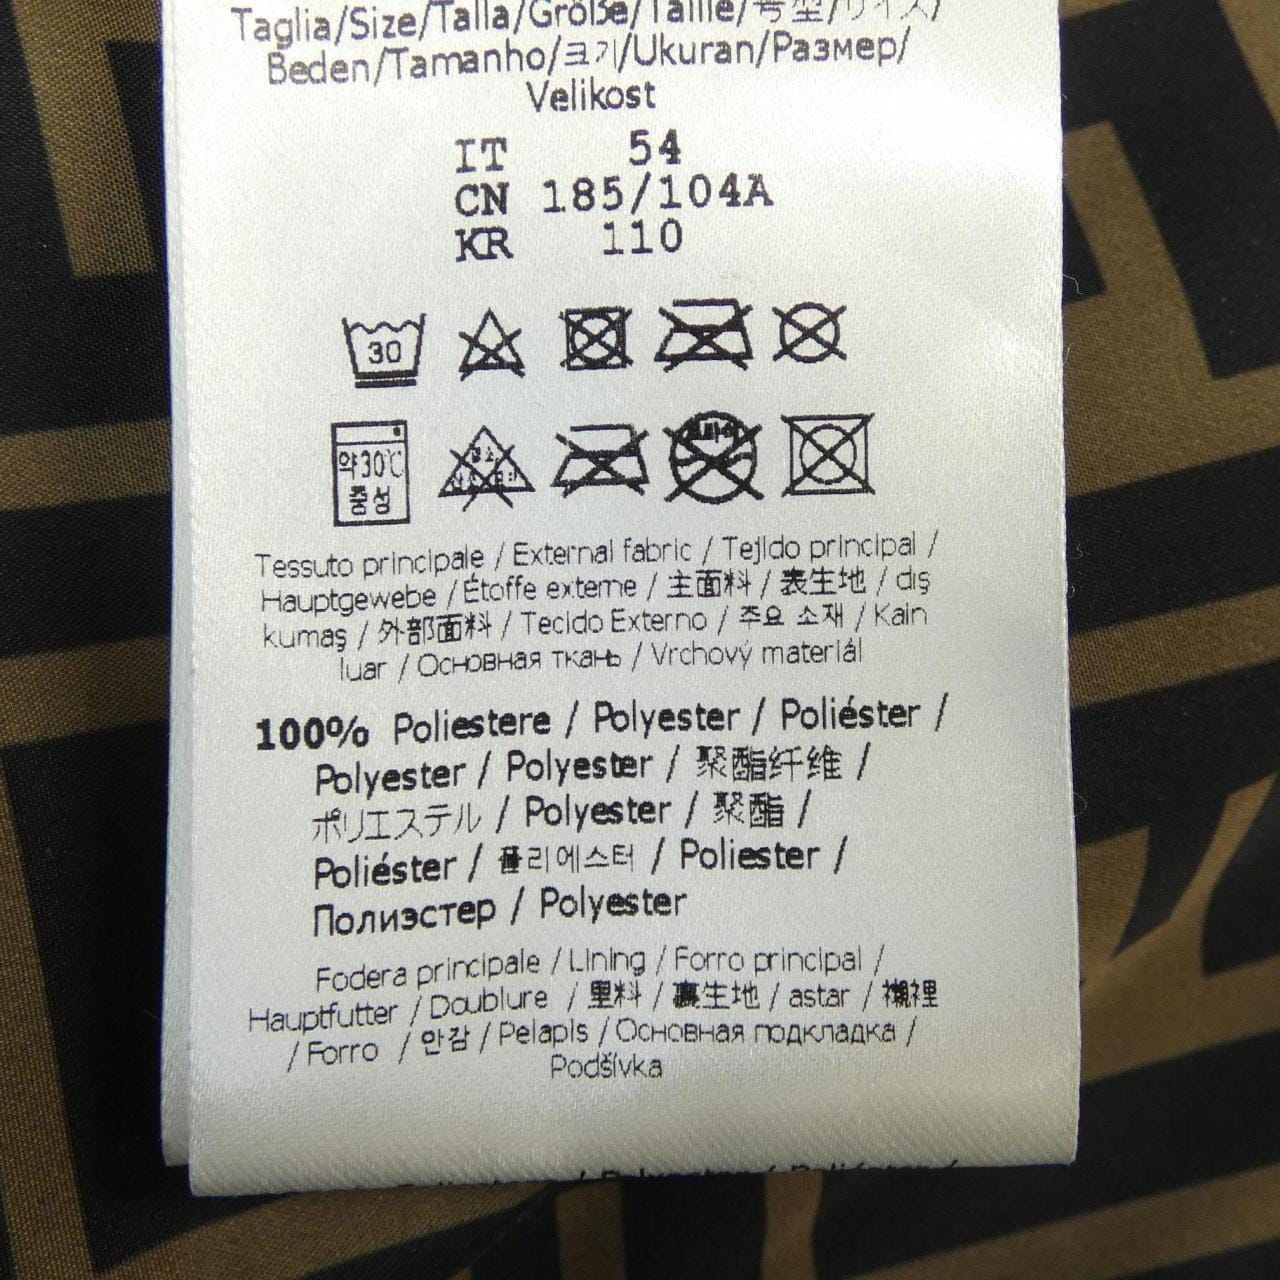 Taglia/Size/Talla/Größe/Taille/号型/サイズ/
Beden/Tamanho/크기/Ukuran/Размер/
Velikost
IT 54
CN 185/104A
KR 110
30
약30℃
중성
Tessuto principale / External fabric / Tejido principal /
Hauptgewebe / Étoffe externe / 主面料 / 表生地 / dış
kumaş / 外部面料 / Tecido Externo / 주요 소재 / Kain
luar / Основная ткань / Vrchový materiál
100% Poliestere / Polyester / Poliéster /
Polyester / Polyester / 聚酯纤维 /
ポリエステル / Polyester / 聚酯 /
Poliéster / 폴리에스터 / Poliester /
Полиэстер / Polyester
Fodera principale / Lining / Forro principal /
Hauptfutter / Doublure / 里料 / 裏生地 / astar / 襯裡
/ Forro / 안감 / Pelapis / Основная подкладка /
Podšívka